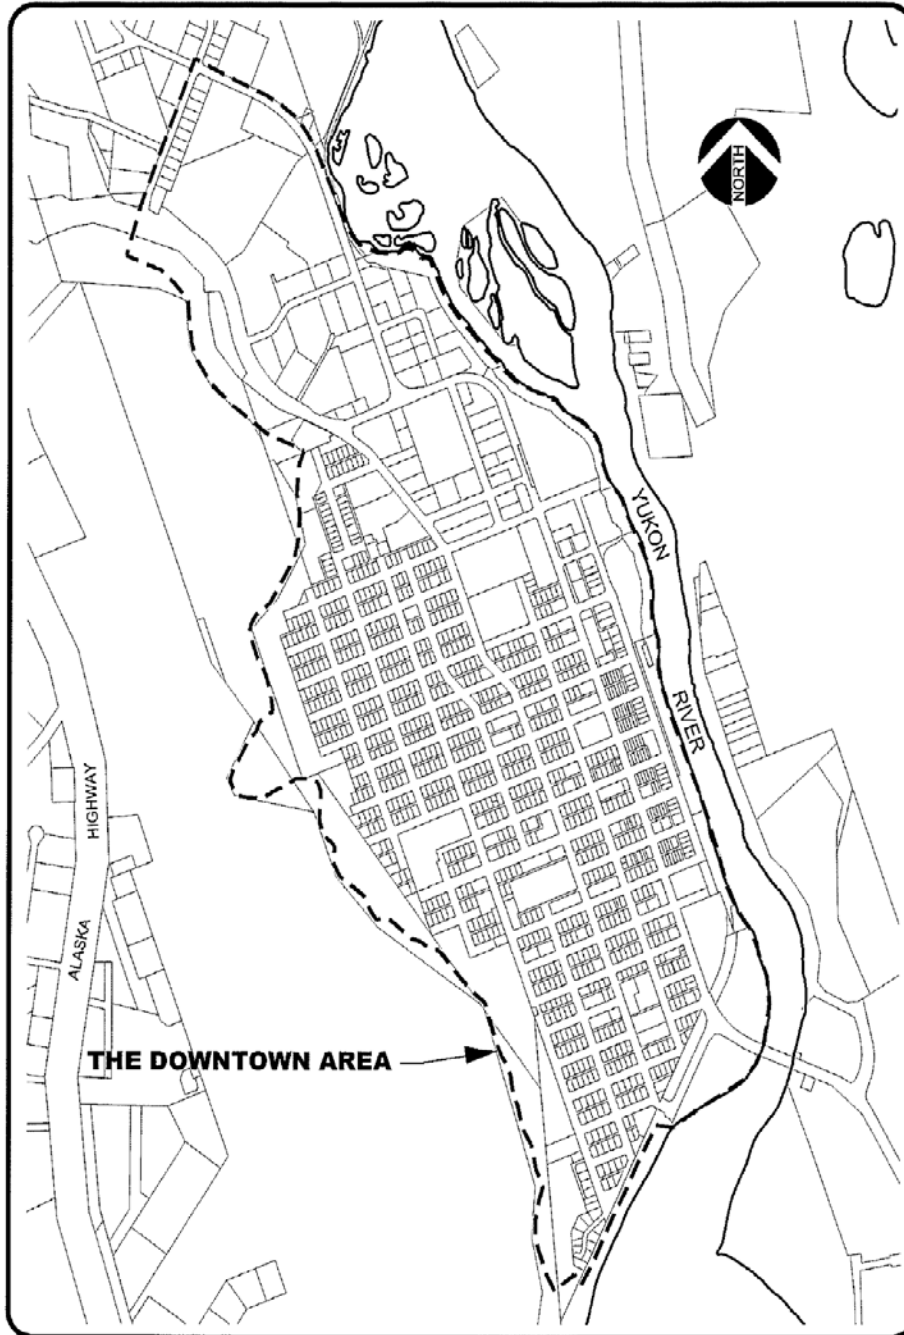 NORTH
YUKON
RIVER
HIGHWAY
ALASKA
THE DOWNTOWN AREA